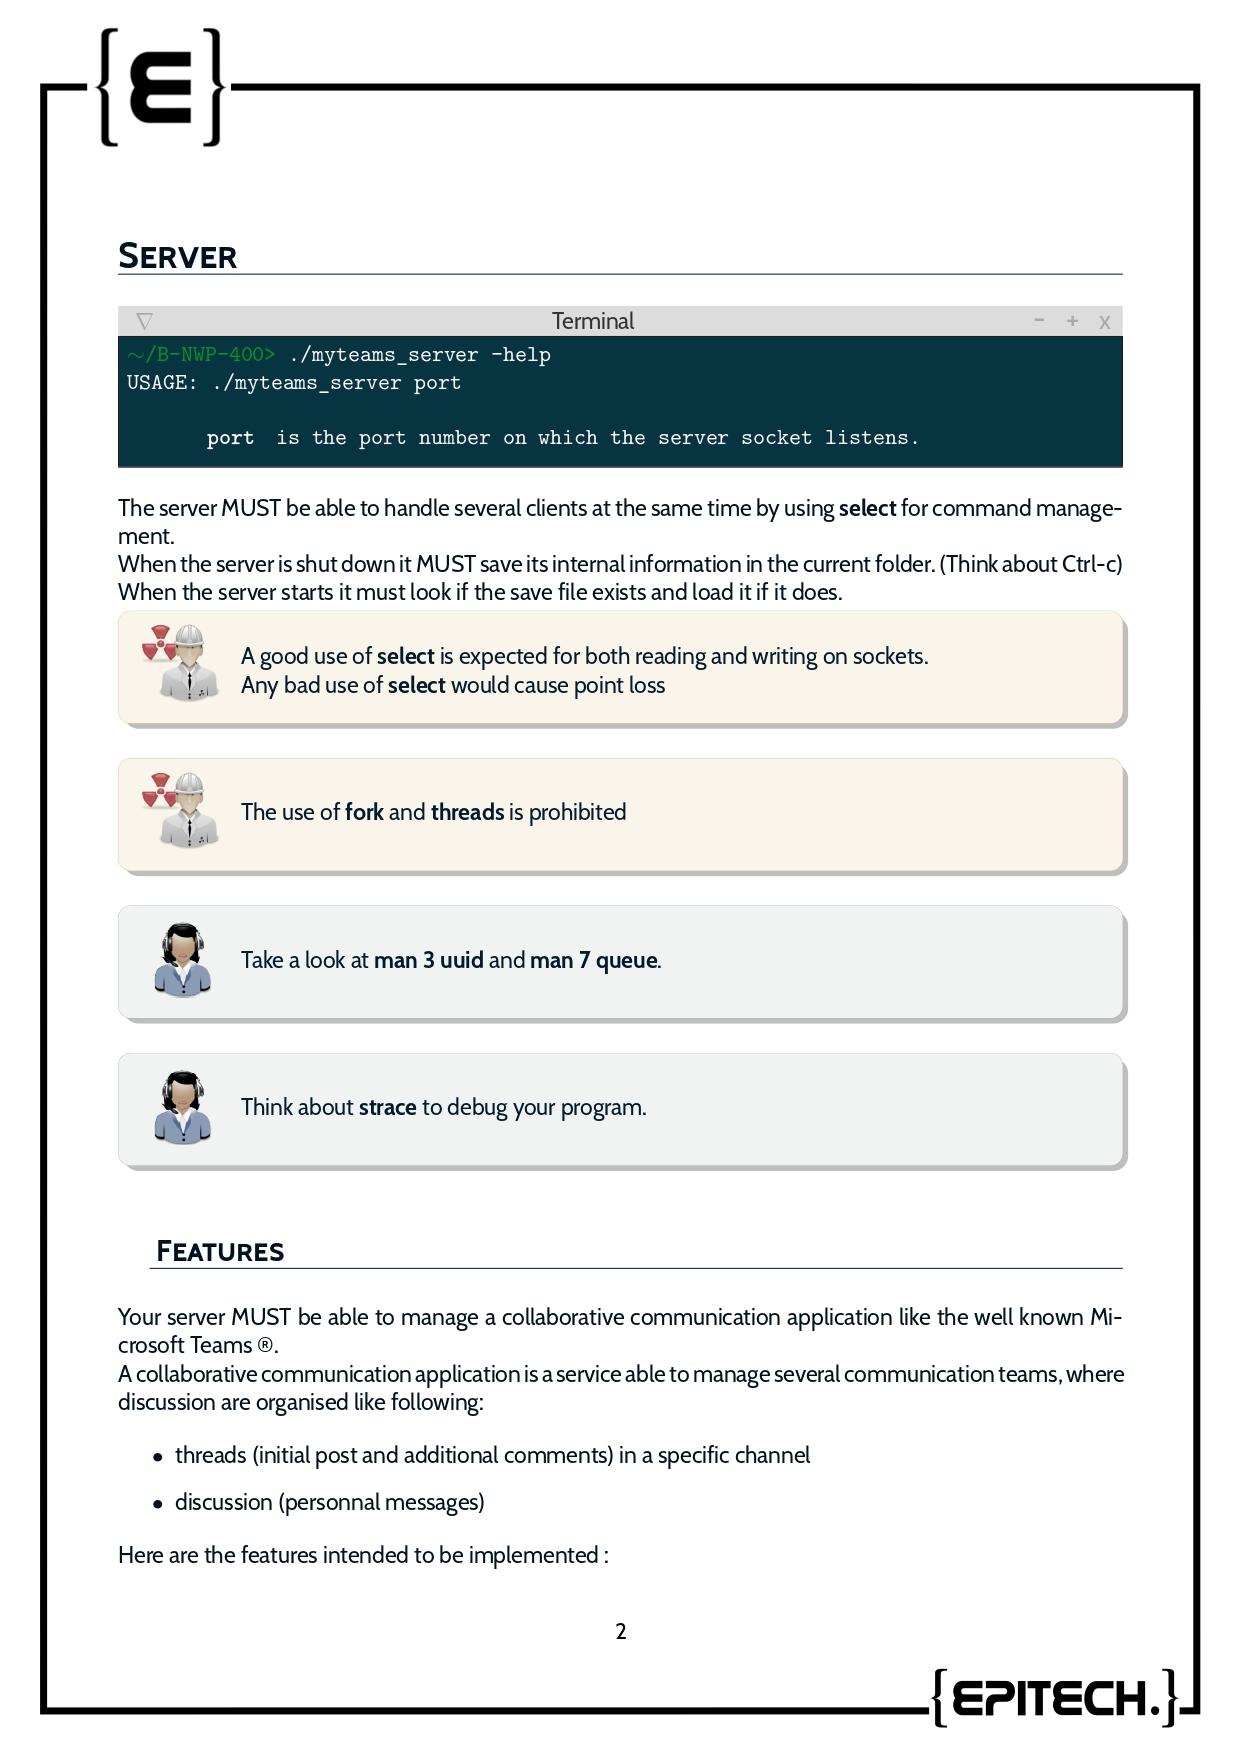 {E}
SERVER
▽ Terminal - + x
~/B-NWP-400> ./myteams_server -help
USAGE: ./myteams_server port
port is the port number on which the server socket listens.
The server MUST be able to handle several clients at the same time by using select for command manage-
ment.
When the server is shut down it MUST save its internal information in the current folder. (Think about Ctrl-c)
When the server starts it must look if the save file exists and load it if it does.
A good use of select is expected for both reading and writing on sockets.
Any bad use of select would cause point loss
The use of fork and threads is prohibited
Take a look at man 3 uuid and man 7 queue.
Think about strace to debug your program.
FEATURES
Your server MUST be able to manage a collaborative communication application like the well known Mi-
crosoft Teams ®.
A collaborative communication application is a service able to manage several communication teams, where
discussion are organised like following:
• threads (initial post and additional comments) in a specific channel
• discussion (personnal messages)
Here are the features intended to be implemented :
2
{EPITECH.}